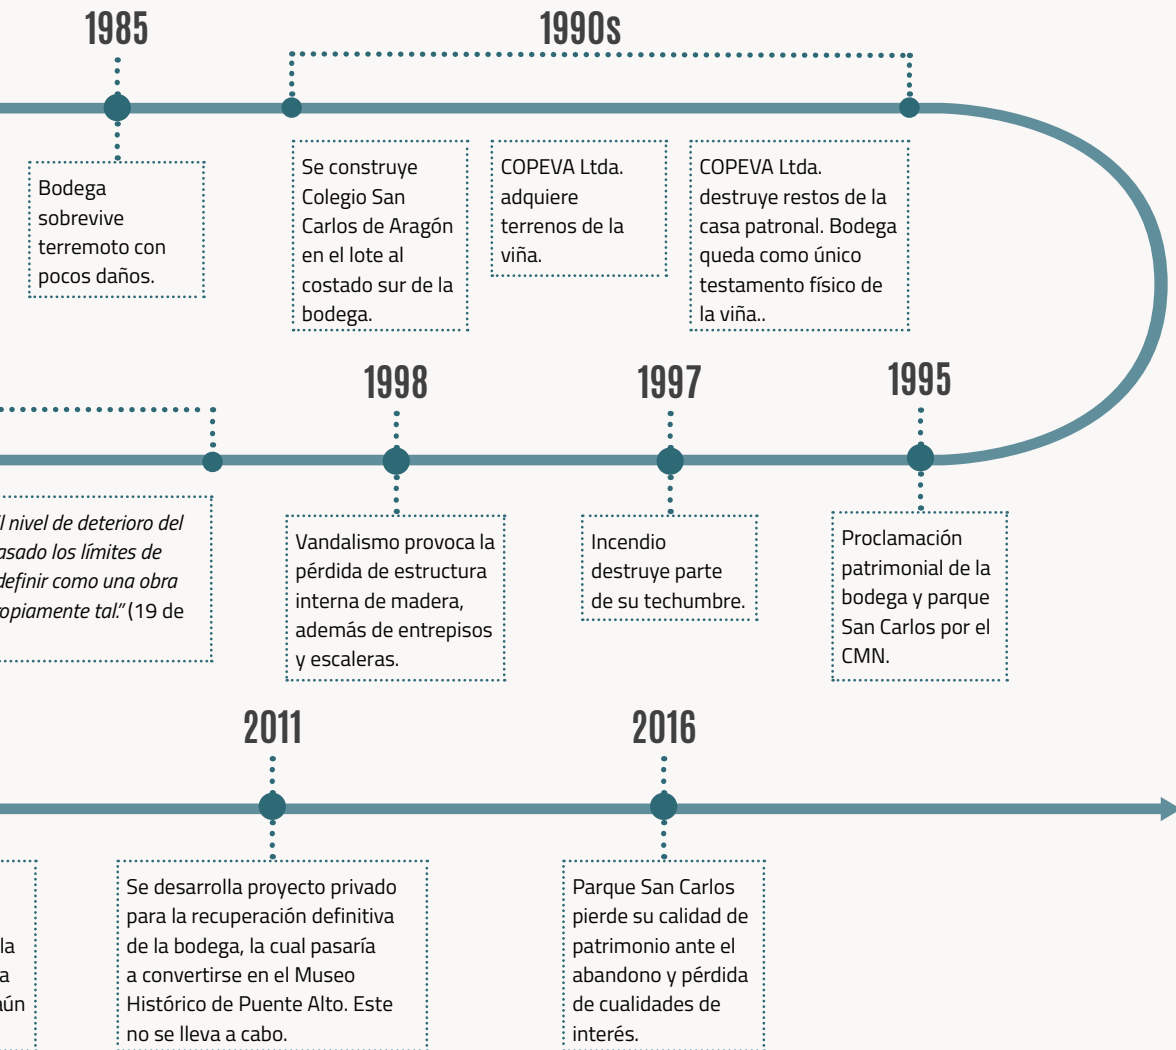 1985
1990s
Bodega
sobrevive
terremoto con
pocos daños.
Se construye
Colegio San
Carlos de Aragón
en el lote al
costado sur de la
bodega.
COPEVA Ltda.
adquiere
terrenos de la
viña.
COPEVA Ltda.
destruye restos de la
casa patronal. Bodega
queda como único
testamento físico de
la viña..
1998
1997
1995
nivel de deterioro del
los límites de
definir como una obra
tal." (19 de
Vandalismo provoca la
pérdida de estructura
interna de madera,
además de entrepisos
y escaleras.
Incendio
destruye parte
de su techumbre.
Proclamación
patrimonial de la
bodega y parque
San Carlos por el
CMN.
2011
2016
la
a
Se desarrolla proyecto privado
para la recuperación definitiva
de la bodega, la cual pasaría
a convertirse en el Museo
Histórico de Puente Alto. Este
no se lleva a cabo.
Parque San Carlos
pierde su calidad de
patrimonio ante el
abandono y pérdida
de cualidades de
interés.